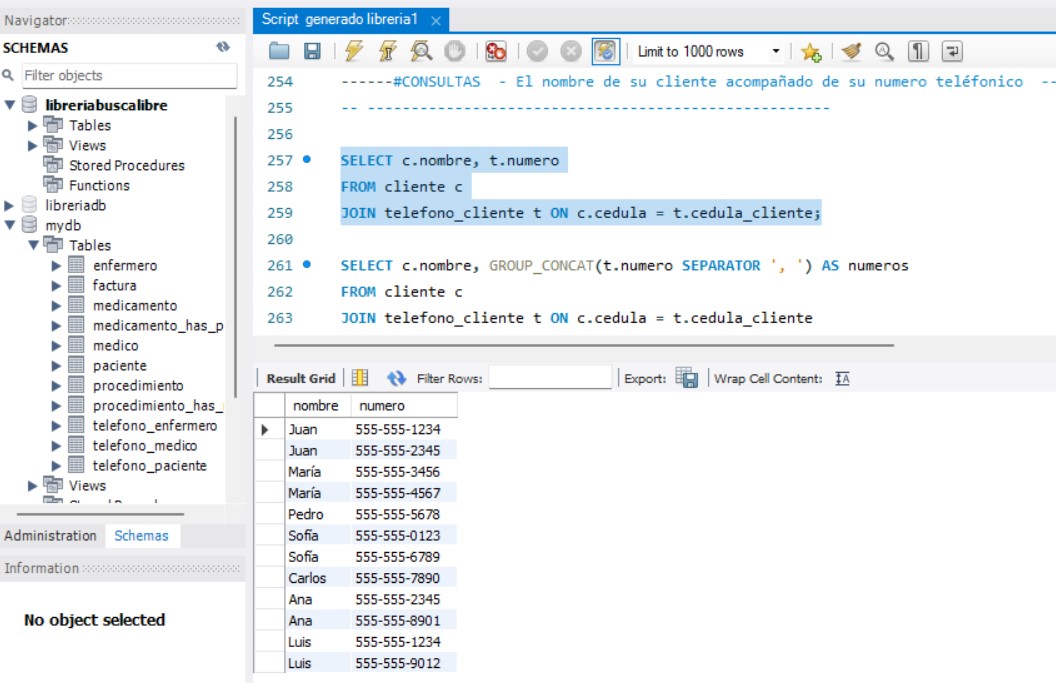 Navigator
SCHEMAS
Filter objects
libreriabuscalibre
Tables
Views
Stored Procedures
Functions
libreriadb
mydb
Tables
enfermero
factura
medicamento
medicamento_has_p
medico
paciente
procedimiento
procedimiento_has_
telefono_enfermero
telefono_medico
telefono_paciente
Views
Administration Schemas
Information
No object selected
Script generado libreria1
Limit to 1000 rows
254 ------#CONSULTAS - El nombre de su cliente acompañado de su numero teléfonico --
255 -- --------------------------------------------------
256
257 SELECT c.nombre, t.numero
258 FROM cliente c
259 JOIN telefono_cliente t ON c.cedula = t.cedula_cliente;
260
261 SELECT c.nombre, GROUP_CONCAT(t.numero SEPARATOR ', ') AS numeros
262 FROM cliente c
263 JOIN telefono_cliente t ON c.cedula = t.cedula_cliente
Result Grid Filter Rows: Export: Wrap Cell Content:
nombre numero
Juan 555-555-1234
Juan 555-555-2345
María 555-555-3456
María 555-555-4567
Pedro 555-555-5678
Sofía 555-555-0123
Sofía 555-555-6789
Carlos 555-555-7890
Ana 555-555-2345
Ana 555-555-8901
Luis 555-555-1234
Luis 555-555-9012